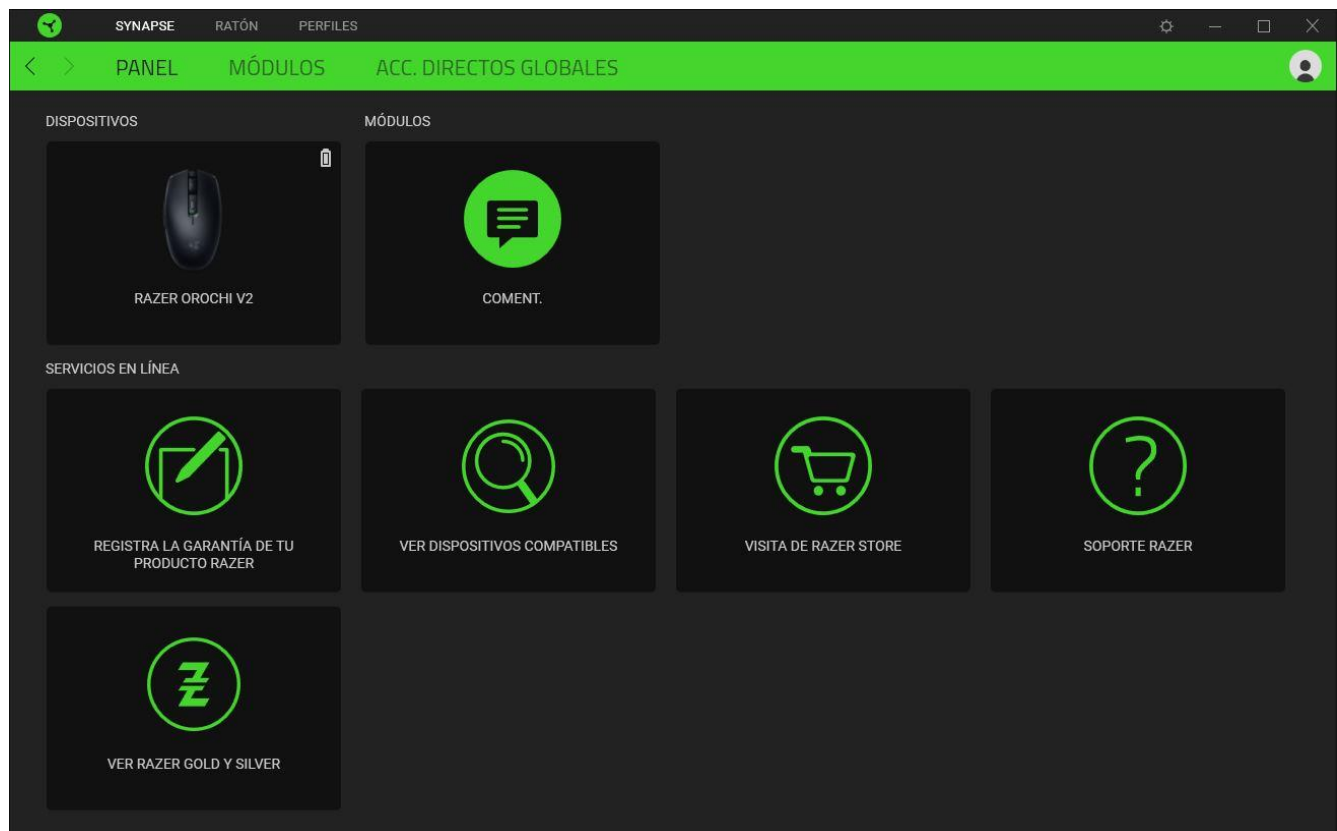 SYNAPSE RATÓN PERFILES
PANEL MÓDULOS ACC. DIRECTOS GLOBALES
DISPOSITIVOS MÓDULOS
RAZER OROCHI V2 COMENT.
SERVICIOS EN LÍNEA
REGISTRA LA GARANTÍA DE TU
PRODUCTO RAZER
VER DISPOSITIVOS COMPATIBLES
VISITA DE RAZER STORE
SOPORTE RAZER
VER RAZER GOLD Y SILVER